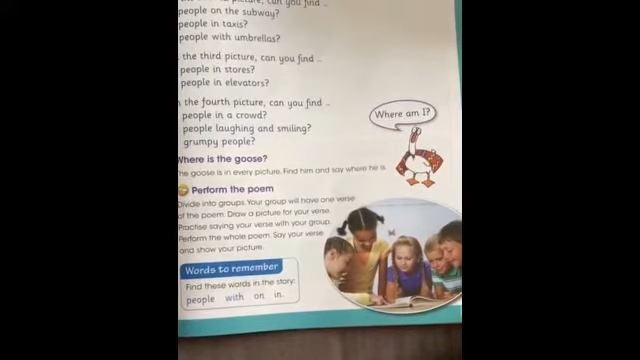 picture, can you find ...
people on the subway?
people in taxis?
people with umbrellas?
the third picture, can you find ...
people in stores?
people in elevators?
the fourth picture, can you find ...
people in a crowd?
people laughing and smiling?
grumpy people?
Where am I?
Where is the goose?
The goose is in every picture. Find him and say where he is
Perform the poem
Divide into groups. Your group will have one verse
of the poem. Draw a picture for your verse.
Practise saying your verse with your group.
Perform the whole poem. Say your verse
and show your picture.
Words to remember
Find these words in the story:
people with on in.